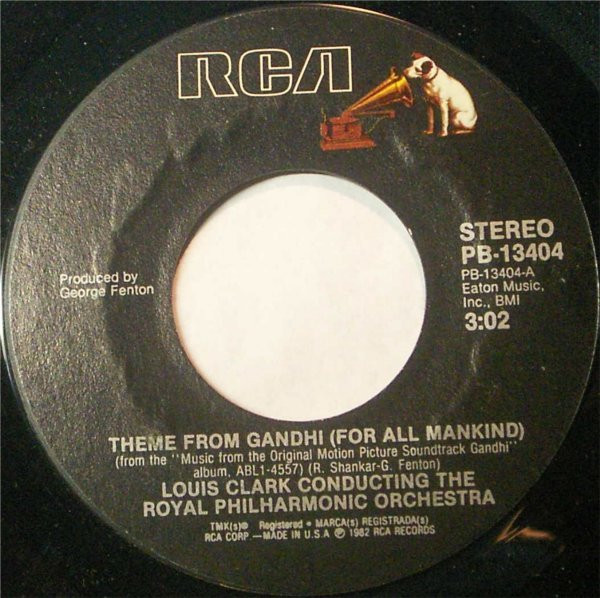 RCA
STEREO
PB-13404
PB-13404-A
Eaton Music,
Inc., BMI
3:02
Produced by
George Fenton
THEME FROM GANDHI (FOR ALL MANKIND)
(from the "Music from the Original Motion Picture Soundtrack Gandhi"
album, ABL1-4557) (R. Shankar-G. Fenton)
LOUIS CLARK CONDUCTING THE
ROYAL PHILHARMONIC ORCHESTRA
TMK(s)® Registered • MARCA(s) REGISTRADA(s)
RCA CORP.—MADE IN U.S.A ℗ 1982 RCA RECORDS